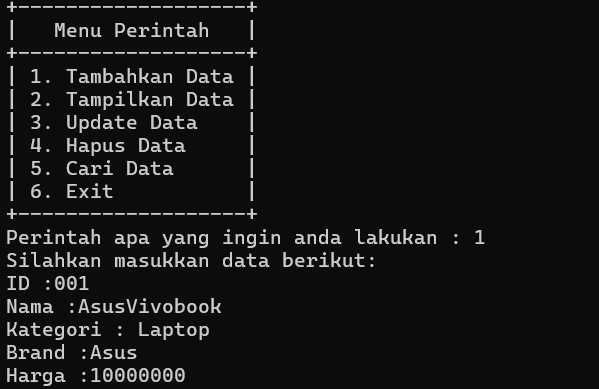 +-------------------+
|   Menu Perintah   |
+-------------------+
| 1. Tambahkan Data |
| 2. Tampilkan Data |
| 3. Update Data    |
| 4. Hapus Data     |
| 5. Cari Data      |
| 6. Exit           |
+-------------------+
Perintah apa yang ingin anda lakukan : 1
Silahkan masukkan data berikut:
ID :001
Nama :AsusVivobook
Kategori : Laptop
Brand :Asus
Harga :10000000